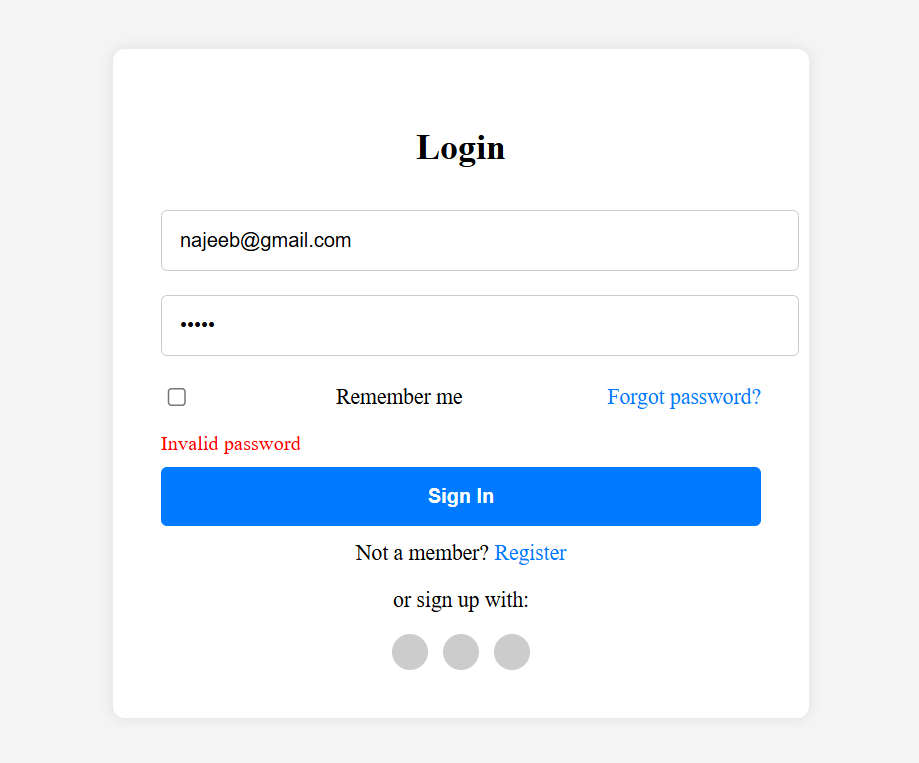 Login
najeeb@gmail.com
•••••
Remember me Forgot password?
Invalid password
Sign In
Not a member? Register
or sign up with: